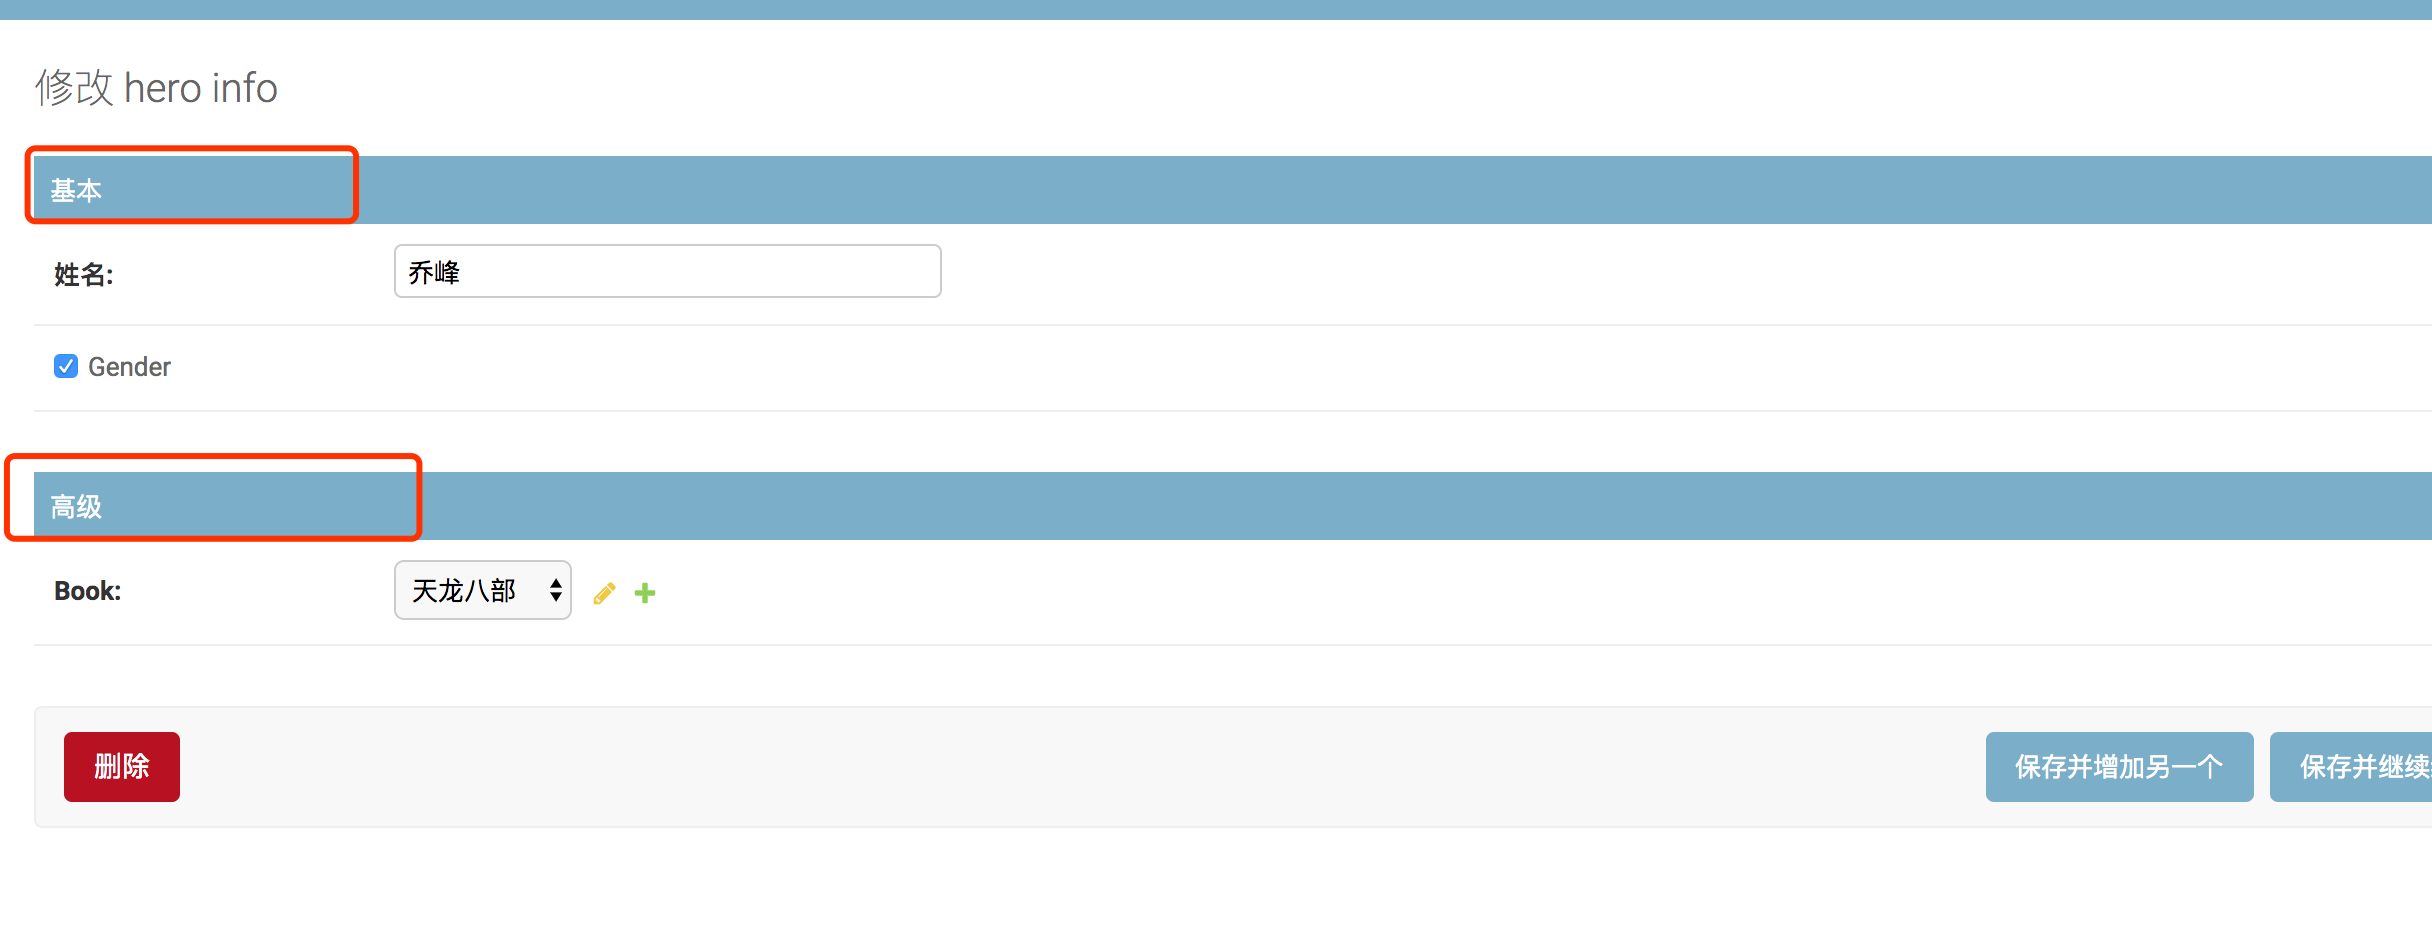 修改 hero info
基本
姓名:
乔峰
Gender
高级
Book:
天龙八部
删除
保存并增加另一个
保存并继续